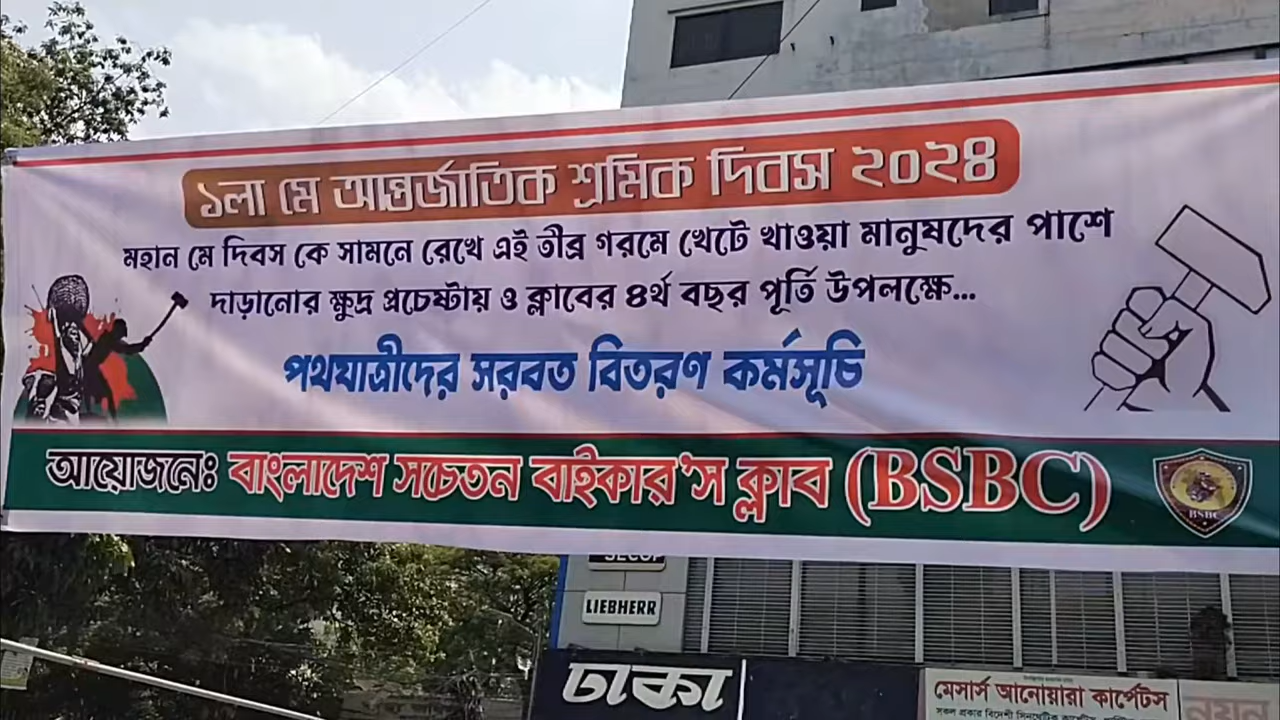 ১লা মে আন্তর্জাতিক শ্রমিক দিবস ২০২৪
মহান মে দিবস কে সামনে রেখে এই তীব্র গরমে খেটে খাওয়া মানুষদের পাশে
দাড়ানোর ক্ষুদ্র প্রচেষ্টায় ও ক্লাবের ৪র্থ বছর পূর্তি উপলক্ষে...
পথযাত্রীদের সরবত বিতরণ কর্মসূচি
আয়োজনেঃ বাংলাদেশ সচেতন বাইকার'স ক্লাব (BSBC)
BSBC
LIEBHERR
ঢাকা
মেসার্স আনোয়ারা কার্পেটস
নয়ন